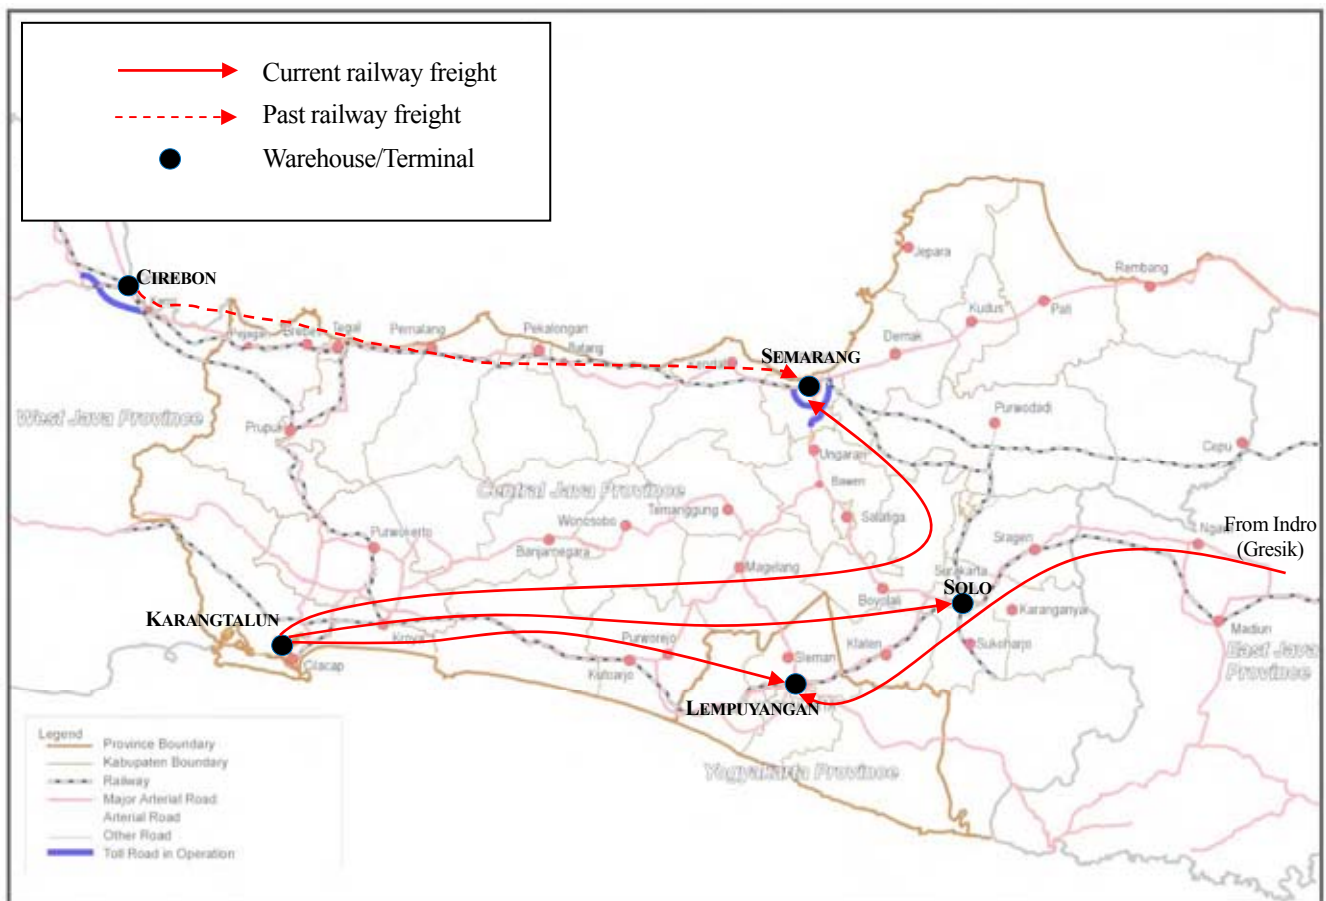 Current railway freight
Past railway freight
Warehouse/Terminal
Jepara
Rembang
CIREBON
Pati
Kudus
Tegal
Brebes
Pemalang
Pekalongan
Batang
Demak
SEMARANG
West Java Province
Prupuk
Purwodadi
Cepu
Ungaran
Bawen
Central Java Province
Temanggung
Wonosobo
Salatiga
Purwokerto
Banjarnegara
Sragen
From Indro
(Gresik)
Magelang
Surakarta
SOLO
Boyolali
Karanganyar
KARANGTALUN
Kroya
Purworejo
Klaten
Sukoharjo
Madiun
East Java
Province
Cilacap
Kutoarjo
Sleman
LEMPUYANGAN
Yogyakarta Province
Legend
Province Boundary
Kabupaten Boundary
Railway
Major Arterial Road
Arterial Road
Other Road
Toll Road in Operation